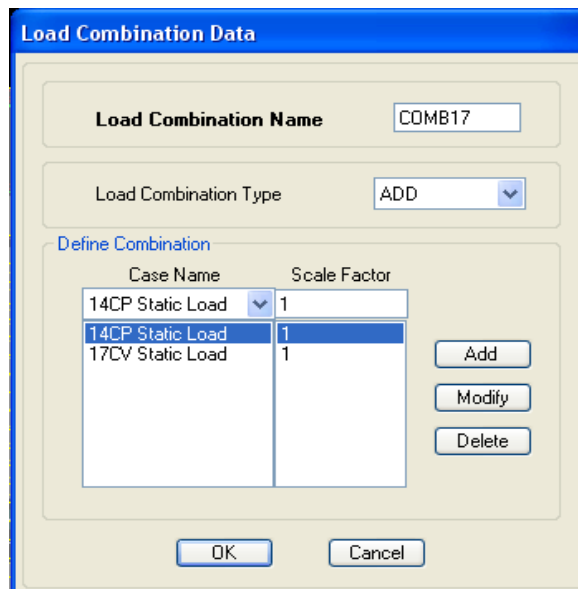 Load Combination Data
Load Combination Name COMB17
Load Combination Type ADD
Define Combination
Case Name Scale Factor
14CP Static Load 1
14CP Static Load 1
17CV Static Load 1
Add
Modify
Delete
OK Cancel